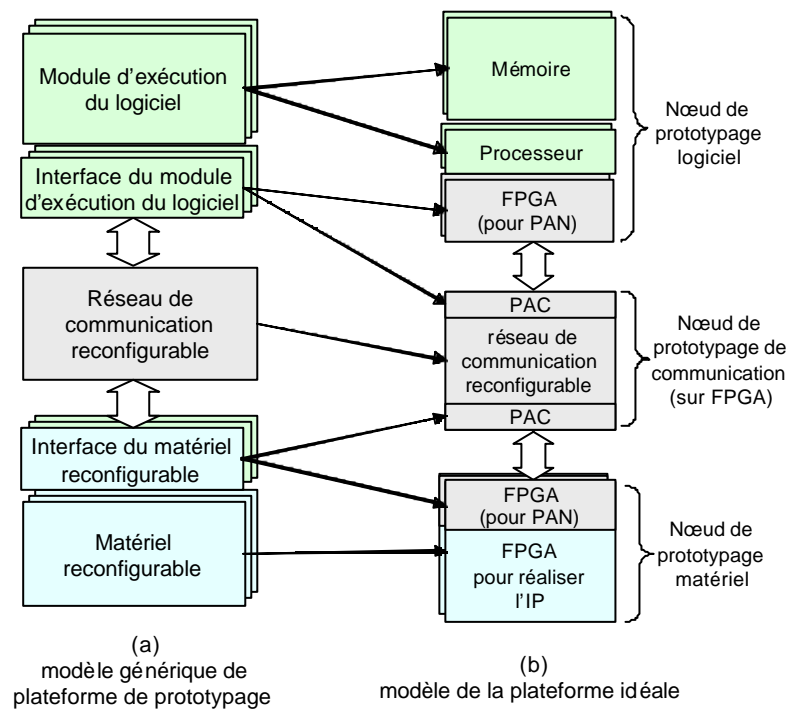 Module d'exécution
du logiciel
Interface du module
d'exécution du logiciel
Réseau de
communication
reconfigurable
Interface du matériel
reconfigurable
Matériel
reconfigurable
(a)
modèle générique de
plateforme de prototypage
Mémoire
Processeur
FPGA
(pour PAN)
PAC
réseau de
communication
reconfigurable
PAC
FPGA
(pour PAN)
FPGA
pour réaliser
l'IP
(b)
modèle de la plateforme idéale
Nœud de
prototypage
logiciel
Nœud de
prototypage de
communication
(sur FPGA)
Nœud de
prototypage
matériel